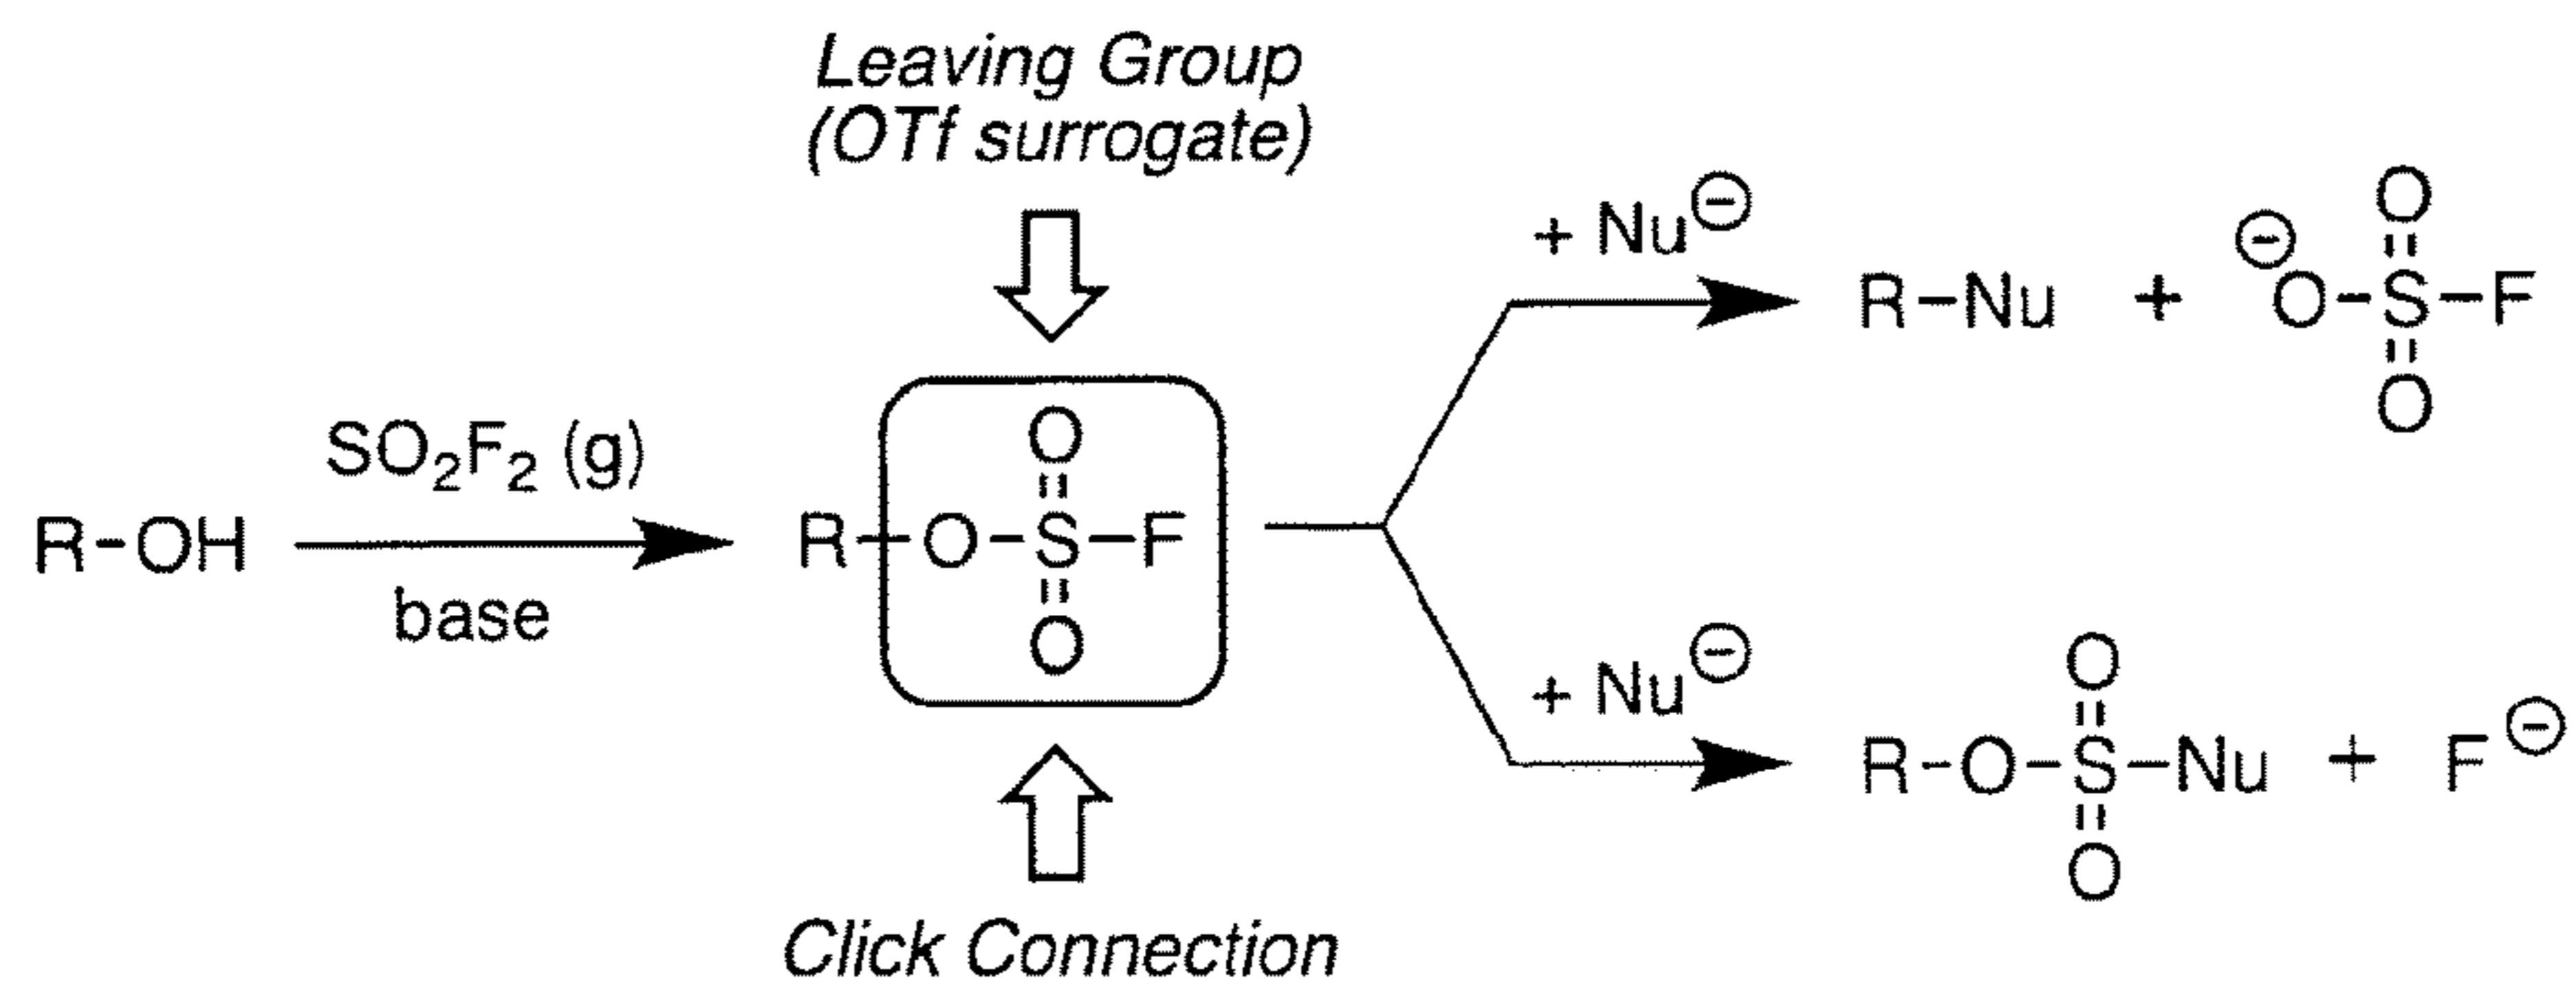 Leaving Group
(OTf surrogate)
SO₂F₂ (g)
R-OH
base
R-O-S-F
O
O
Click Connection
+ Nu⊖
R-Nu + ⊖O-S-F
O
O
+ Nu⊖
R-O-S-Nu + F⊖
O
O